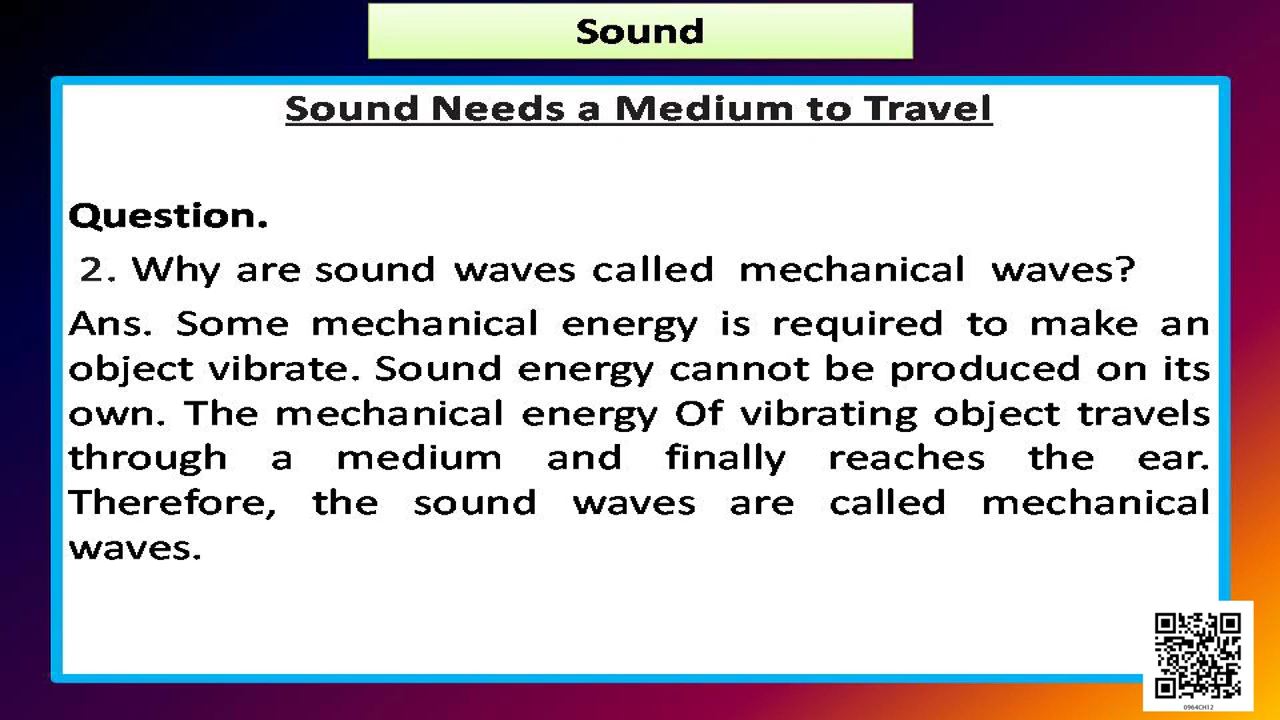 Sound
Sound Needs a Medium to Travel
Question.
2. Why are sound waves called mechanical waves?
Ans. Some mechanical energy is required to make an
object vibrate. Sound energy cannot be produced on its
own. The mechanical energy Of vibrating object travels
through a medium and finally reaches the ear.
Therefore, the sound waves are called mechanical
waves.
0964CH12